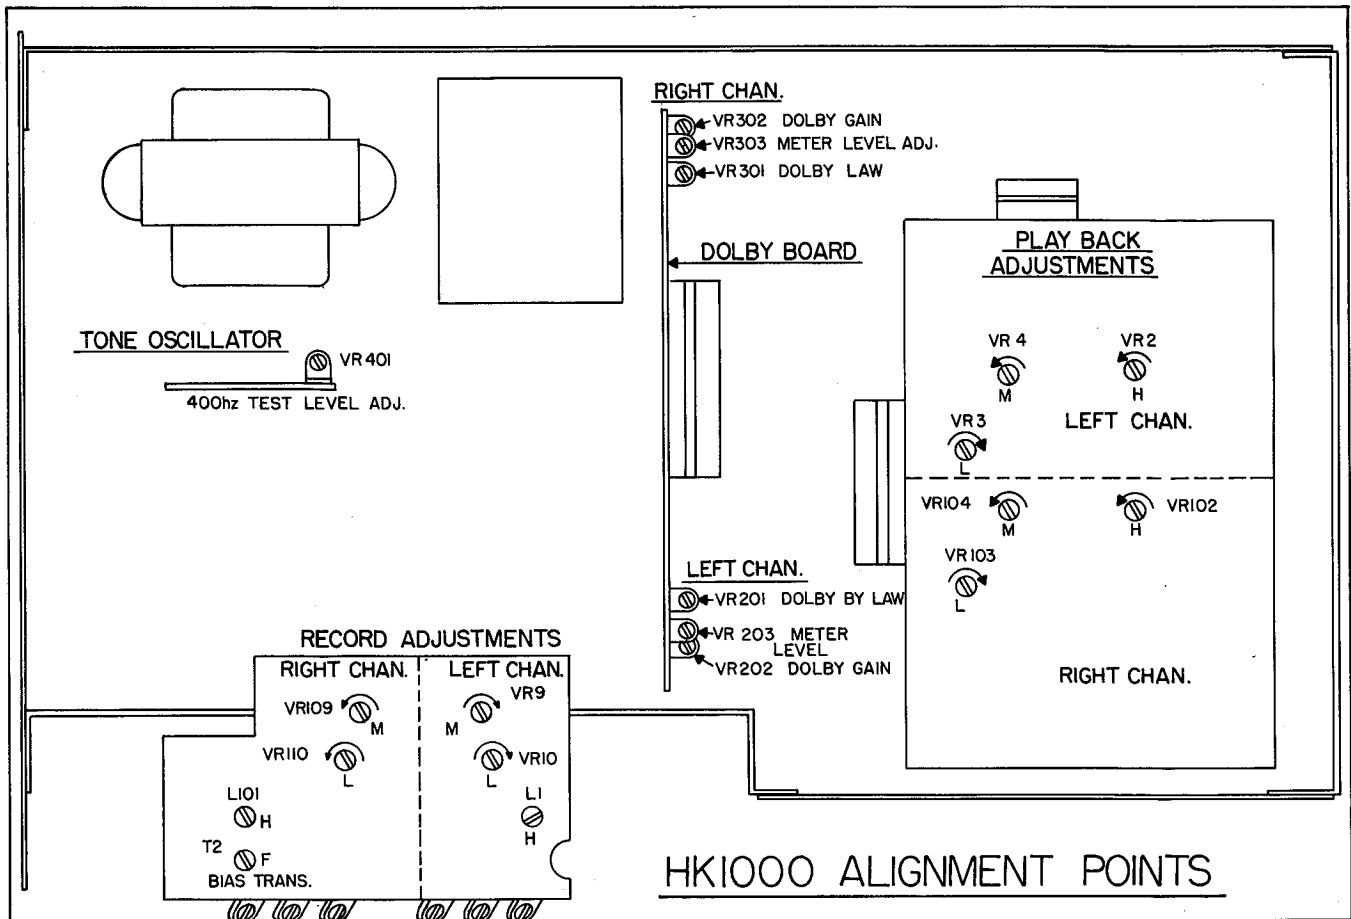 RIGHT CHAN.
VR302 DOLBY GAIN
VR303 METER LEVEL ADJ.
VR301 DOLBY LAW
DOLBY BOARD
PLAY BACK
ADJUSTMENTS
TONE OSCILLATOR
VR401
400hz TEST LEVEL ADJ.
VR4
M
VR2
H
VR3
L
LEFT CHAN.
VR104
M
H
VR102
VR103
L
RIGHT CHAN.
LEFT CHAN.
VR201 DOLBY BY LAW
VR 203 METER
LEVEL
VR202 DOLBY GAIN
RECORD ADJUSTMENTS
RIGHT CHAN.
LEFT CHAN.
VR109
M
VR9
M
VR110
L
VR10
L
L101
H
L1
H
T2
F
BIAS TRANS.
HK1000 ALIGNMENT POINTS